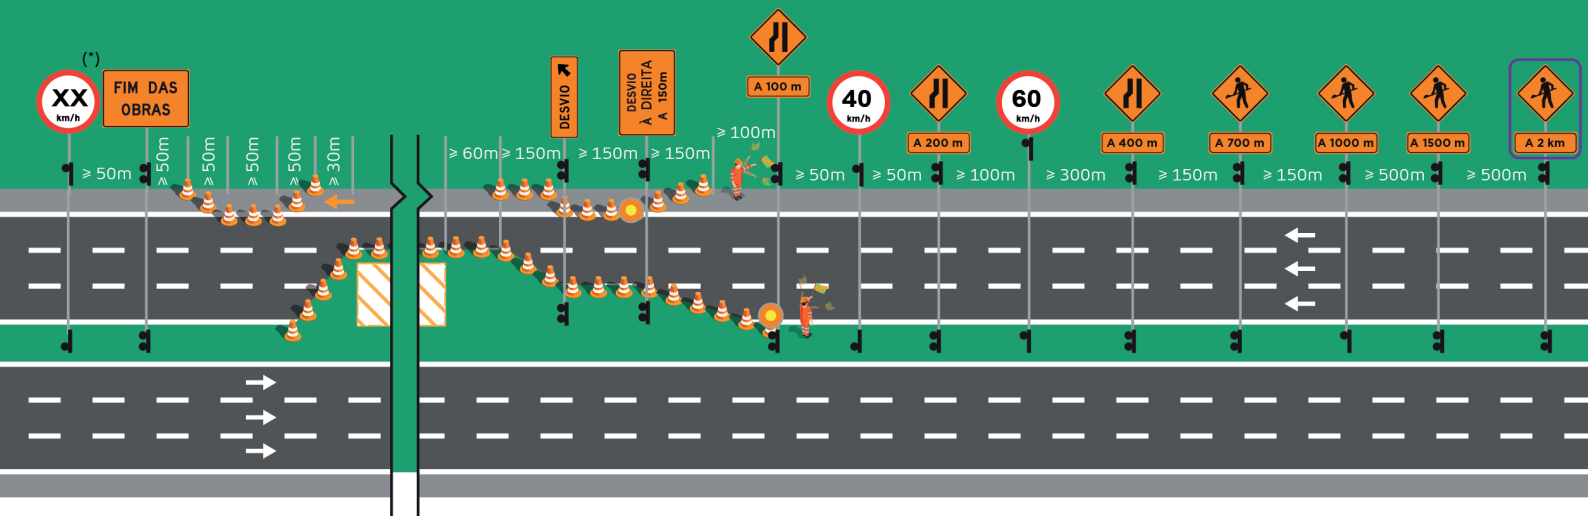 (*)
XX
km/h
FIM DAS
OBRAS
DESVIO
DESVIO
À DIREITA
A 150m
A 100 m
40
km/h
A 200 m
60
km/h
A 400 m
A 700 m
A 1000 m
A 1500 m
A 2 km
⩾ 50m
⩾ 50m
⩾ 50m
⩾ 50m
⩾ 50m
⩾ 30m
⩾ 60m
⩾ 150m
⩾ 150m
⩾ 150m
⩾ 100m
⩾ 50m
⩾ 50m
⩾ 100m
⩾ 300m
⩾ 150m
⩾ 150m
⩾ 500m
⩾ 500m